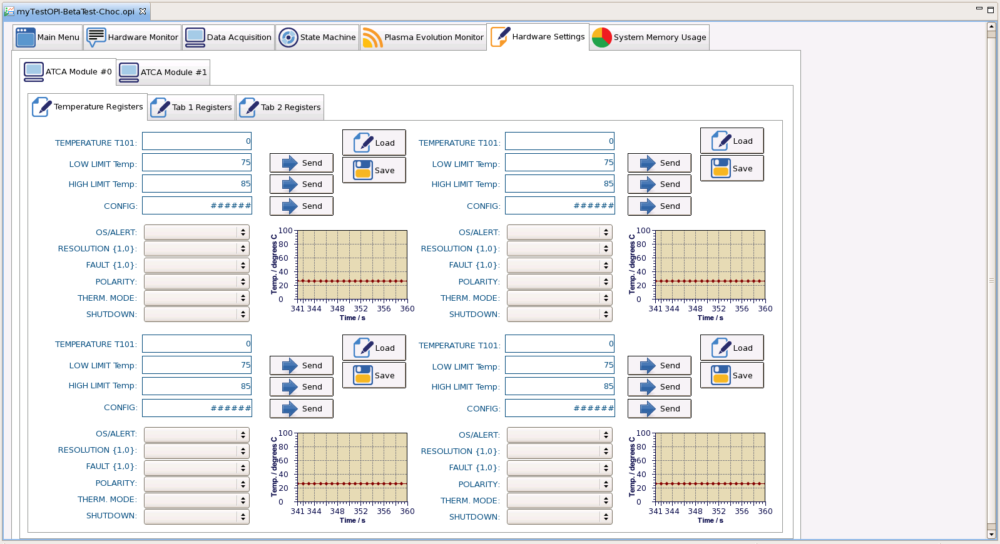 myTestOPI-BetaTest-Choc.opi
Main Menu Hardware Monitor Data Acquisition State Machine Plasma Evolution Monitor Hardware Settings System Memory Usage
ATCA Module #0 ATCA Module #1
Temperature Registers Tab 1 Registers Tab 2 Registers
TEMPERATURE T101: 0 Load
LOW LIMIT Temp: 75 Send Save
HIGH LIMIT Temp: 85 Send
CONFIG: ###### Send
OS/ALERT:
RESOLUTION {1,0}:
FAULT {1,0}:
POLARITY:
THERM. MODE:
SHUTDOWN:
Temp. / degrees C
100
80
60
40
20
0
341 344 348 352 356 360
Time / s
TEMPERATURE T101: 0 Load
LOW LIMIT Temp: 75 Send Save
HIGH LIMIT Temp: 85 Send
CONFIG: ###### Send
OS/ALERT:
RESOLUTION {1,0}:
FAULT {1,0}:
POLARITY:
THERM. MODE:
SHUTDOWN:
Temp. / degrees C
100
80
60
40
20
0
341 344 348 352 356 360
Time / s
TEMPERATURE T101: 0 Load
LOW LIMIT Temp: 75 Send Save
HIGH LIMIT Temp: 85 Send
CONFIG: ###### Send
OS/ALERT:
RESOLUTION {1,0}:
FAULT {1,0}:
POLARITY:
THERM. MODE:
SHUTDOWN:
Temp. / degrees C
100
80
60
40
20
0
341 344 348 352 356 360
Time / s
TEMPERATURE T101: 0 Load
LOW LIMIT Temp: 75 Send Save
HIGH LIMIT Temp: 85 Send
CONFIG: ###### Send
OS/ALERT:
RESOLUTION {1,0}:
FAULT {1,0}:
POLARITY:
THERM. MODE:
SHUTDOWN:
Temp. / degrees C
100
80
60
40
20
0
341 344 348 352 356 360
Time / s